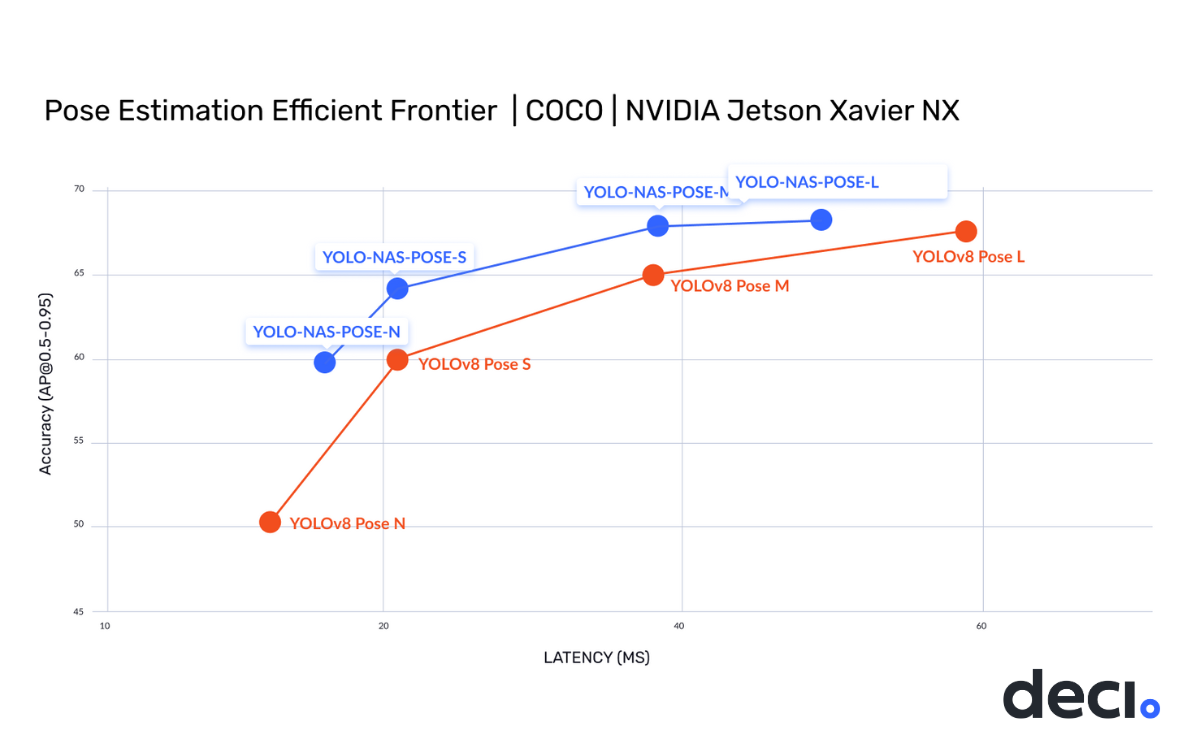 Pose Estimation Efficient Frontier | COCO | NVIDIA Jetson Xavier NX
70
65
60
55
50
45
Accuracy (AP@0.5-0.95)
YOLO-NAS-POSE-M
YOLO-NAS-POSE-L
YOLO-NAS-POSE-S
YOLO-NAS-POSE-N
YOLOv8 Pose L
YOLOv8 Pose M
YOLOv8 Pose S
YOLOv8 Pose N
10
20
40
60
LATENCY (MS)
deci.